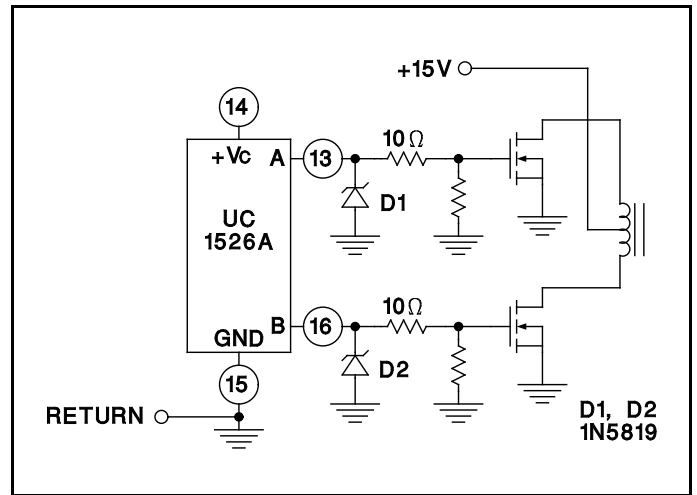 +15V
14
+VC A 13 10Ω
D1
UC
1526A
B 16 10Ω
GND
D2
15
RETURN
D1, D2
1N5819